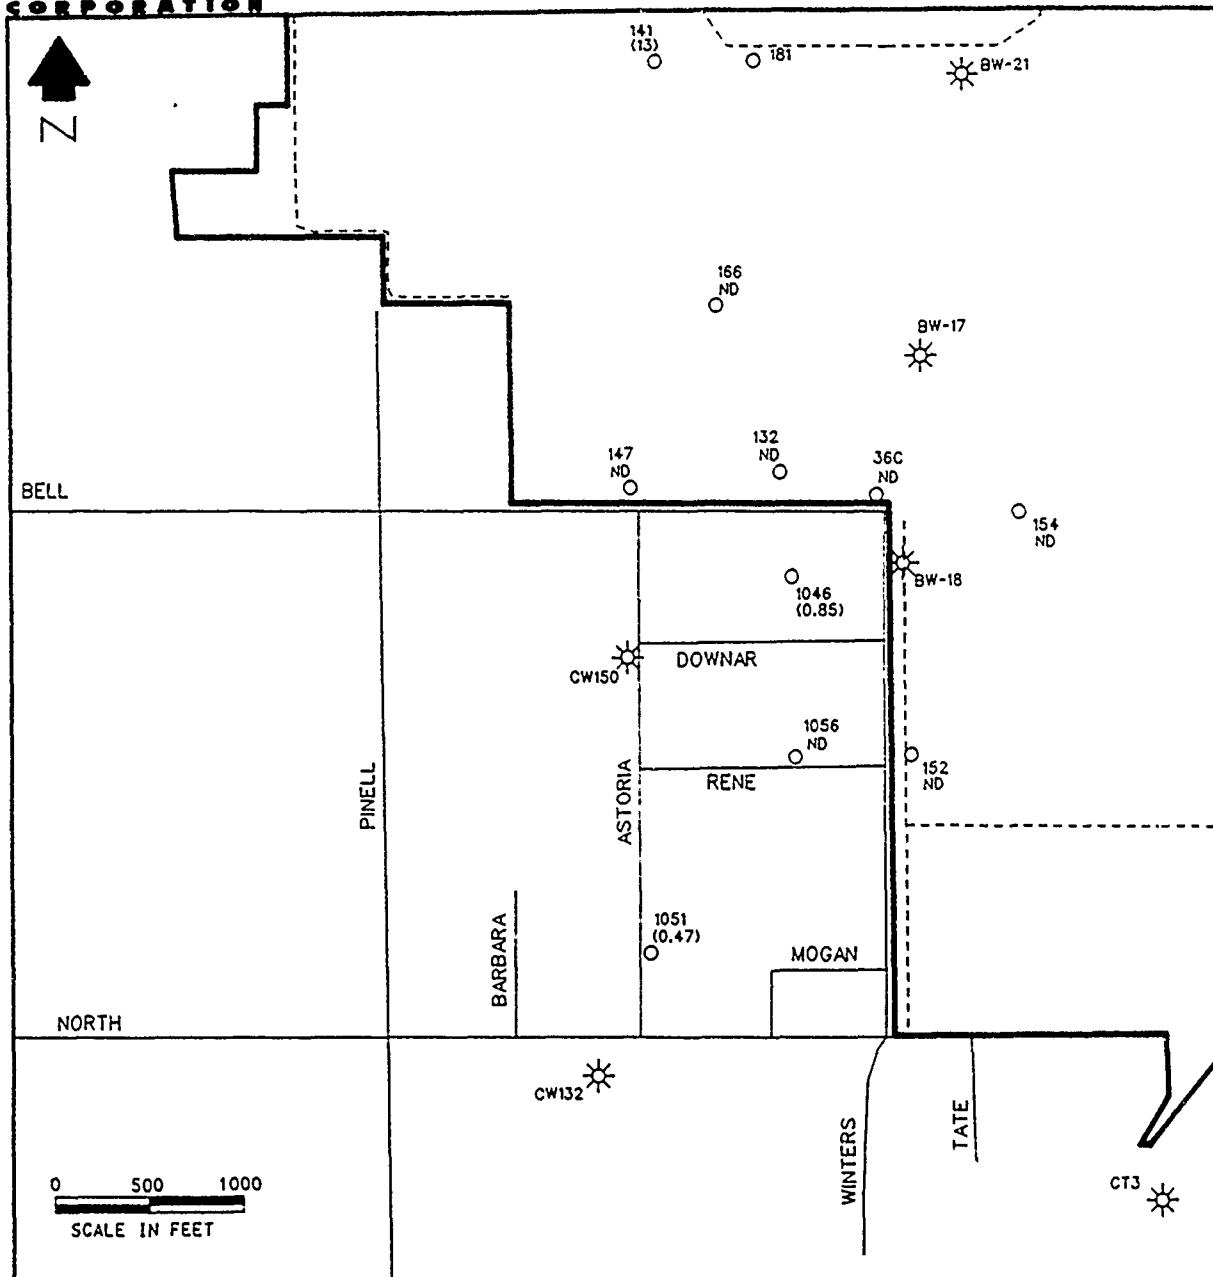 CORPORATION
141
(13)
181
BW-21
Z
166
ND
BW-17
147
ND
132
ND
36C
ND
BELL
154
ND
BW-18
1046
(0.85)
DOWNAR
CW150
1056
ND
152
ND
RENE
PINELL
ASTORIA
1051
(0.47)
BARBARA
MOGAN
NORTH
CW132
WINTERS
TATE
CT3
0 500 1000
SCALE IN FEET